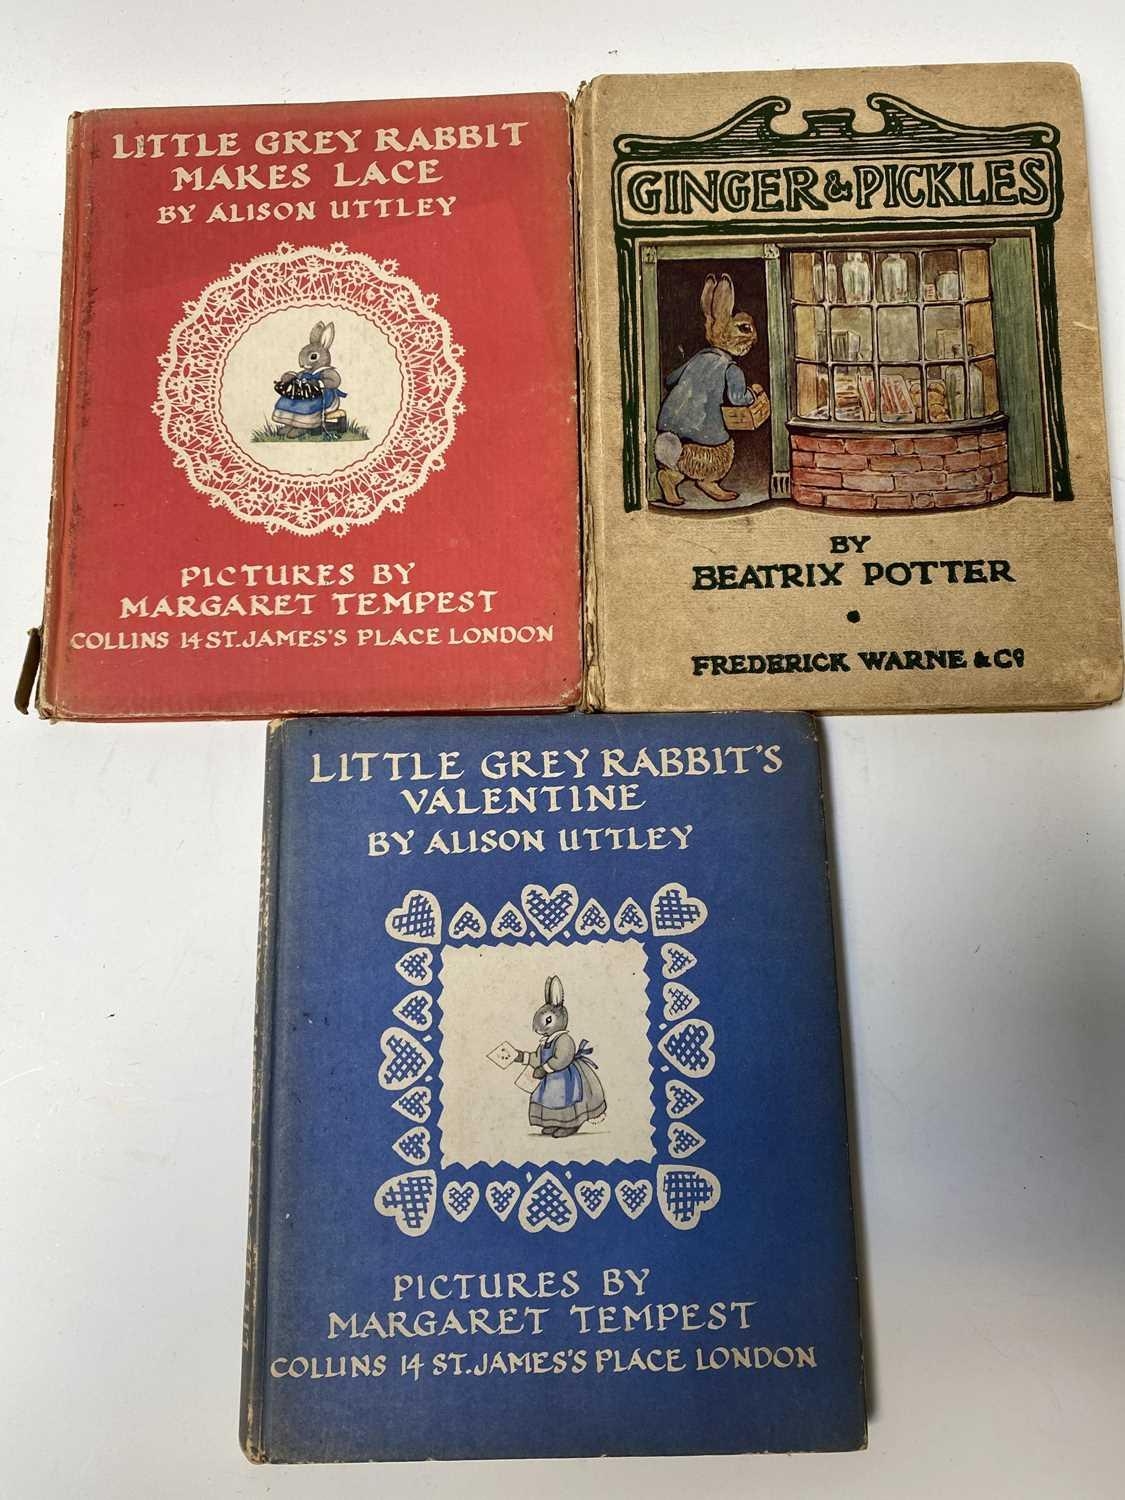 LITTLE GREY RABBIT
MAKES LACE
BY ALISON UTTLEY
PICTURES BY
MARGARET TEMPEST
COLLINS 14 ST. JAMES'S PLACE LONDON
GINGER & PICKLES
BY
BEATRIX POTTER
FREDERICK WARNE & Co
LITTLE GREY RABBIT'S
VALENTINE
BY ALISON UTTLEY
PICTURES BY
MARGARET TEMPEST
COLLINS 14 ST. JAMES'S PLACE LONDON